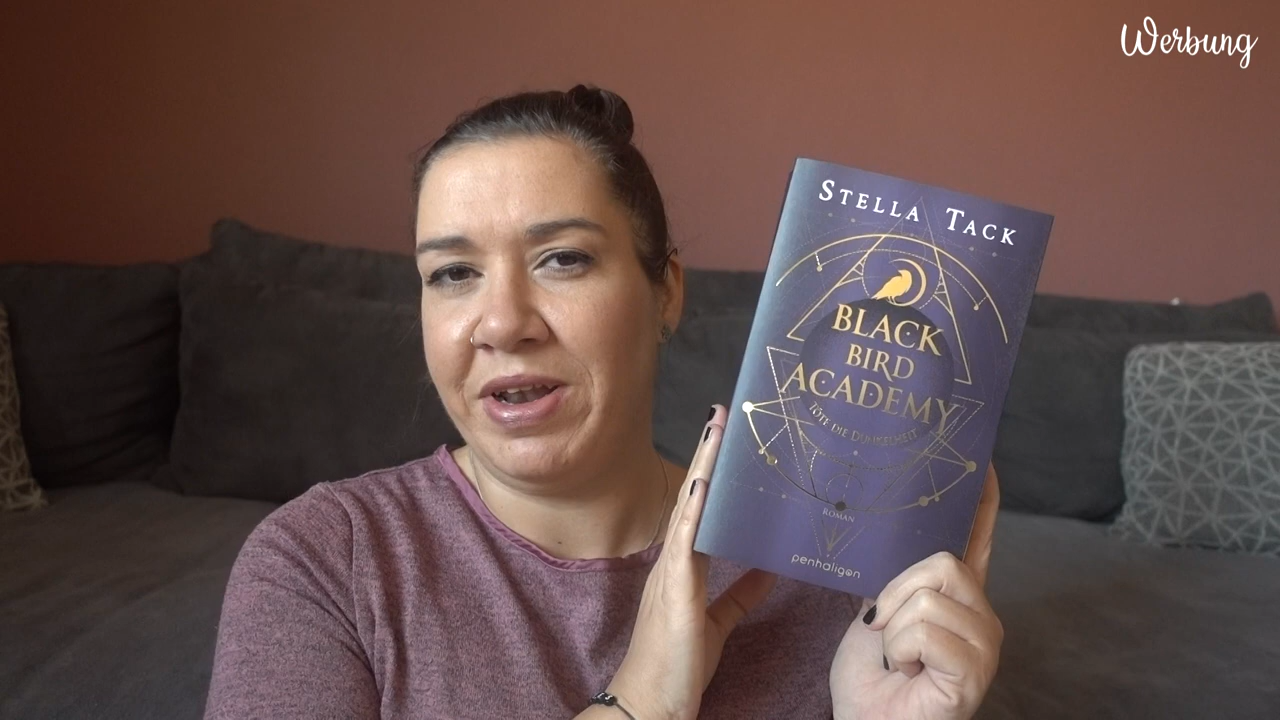 Werbung
STELLA TACK
BLACK
BIRD
ACADEMY
TÖTE DIE DUNKELHEIT
ROMAN
penhaligon